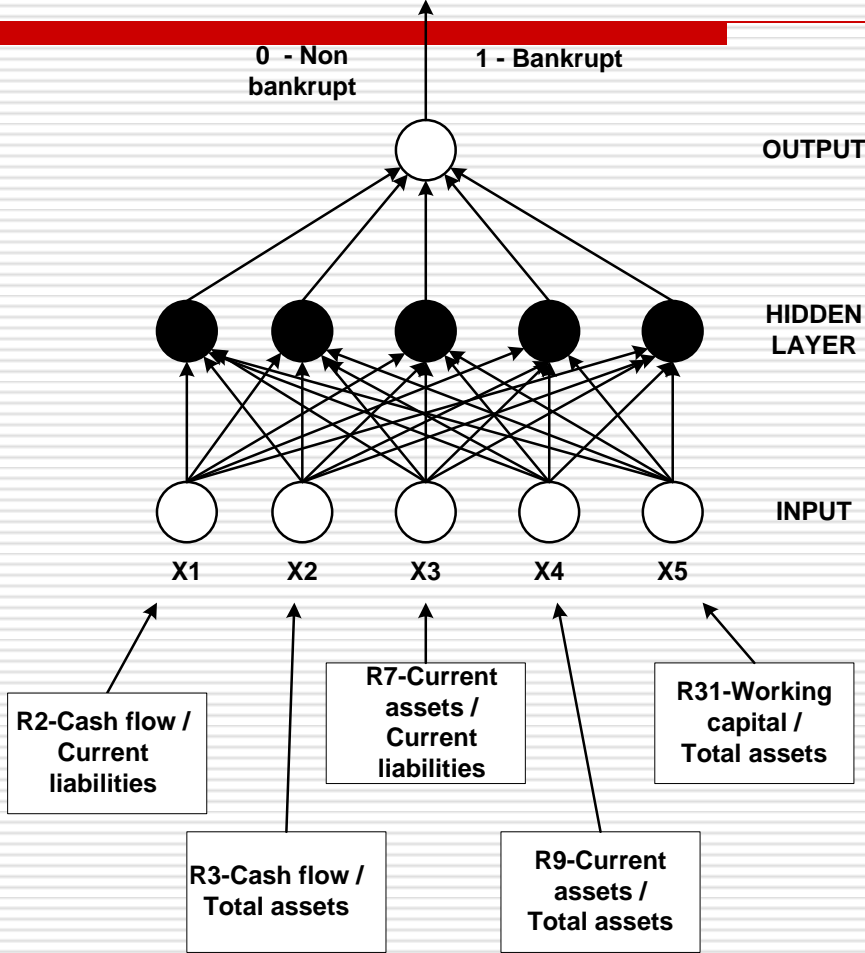 0 - Non
bankrupt
1 - Bankrupt
OUTPUT
HIDDEN
LAYER
INPUT
X1
X2
X3
X4
X5
R2-Cash flow /
Current
liabilities
R3-Cash flow /
Total assets
R7-Current
assets /
Current
liabilities
R9-Current
assets /
Total assets
R31-Working
capital /
Total assets